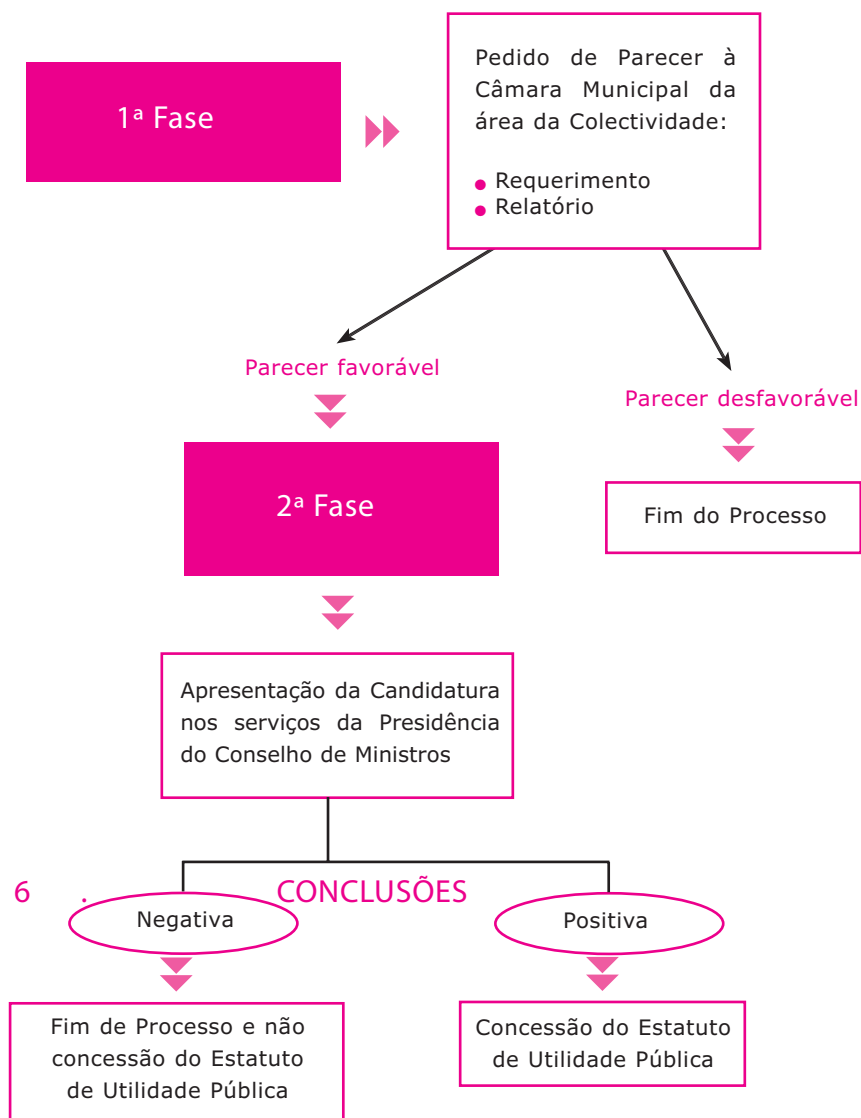 1ª Fase
Pedido de Parecer à
Câmara Municipal da
área da Colectividade:
Requerimento
Relatório
Parecer favorável
Parecer desfavorável
2ª Fase
Fim do Processo
Apresentação da Candidatura
nos serviços da Presidência
do Conselho de Ministros
6 . CONCLUSÕES
Negativa
Positiva
Fim de Processo e não
concessão do Estatuto
de Utilidade Pública
Concessão do Estatuto
de Utilidade Pública